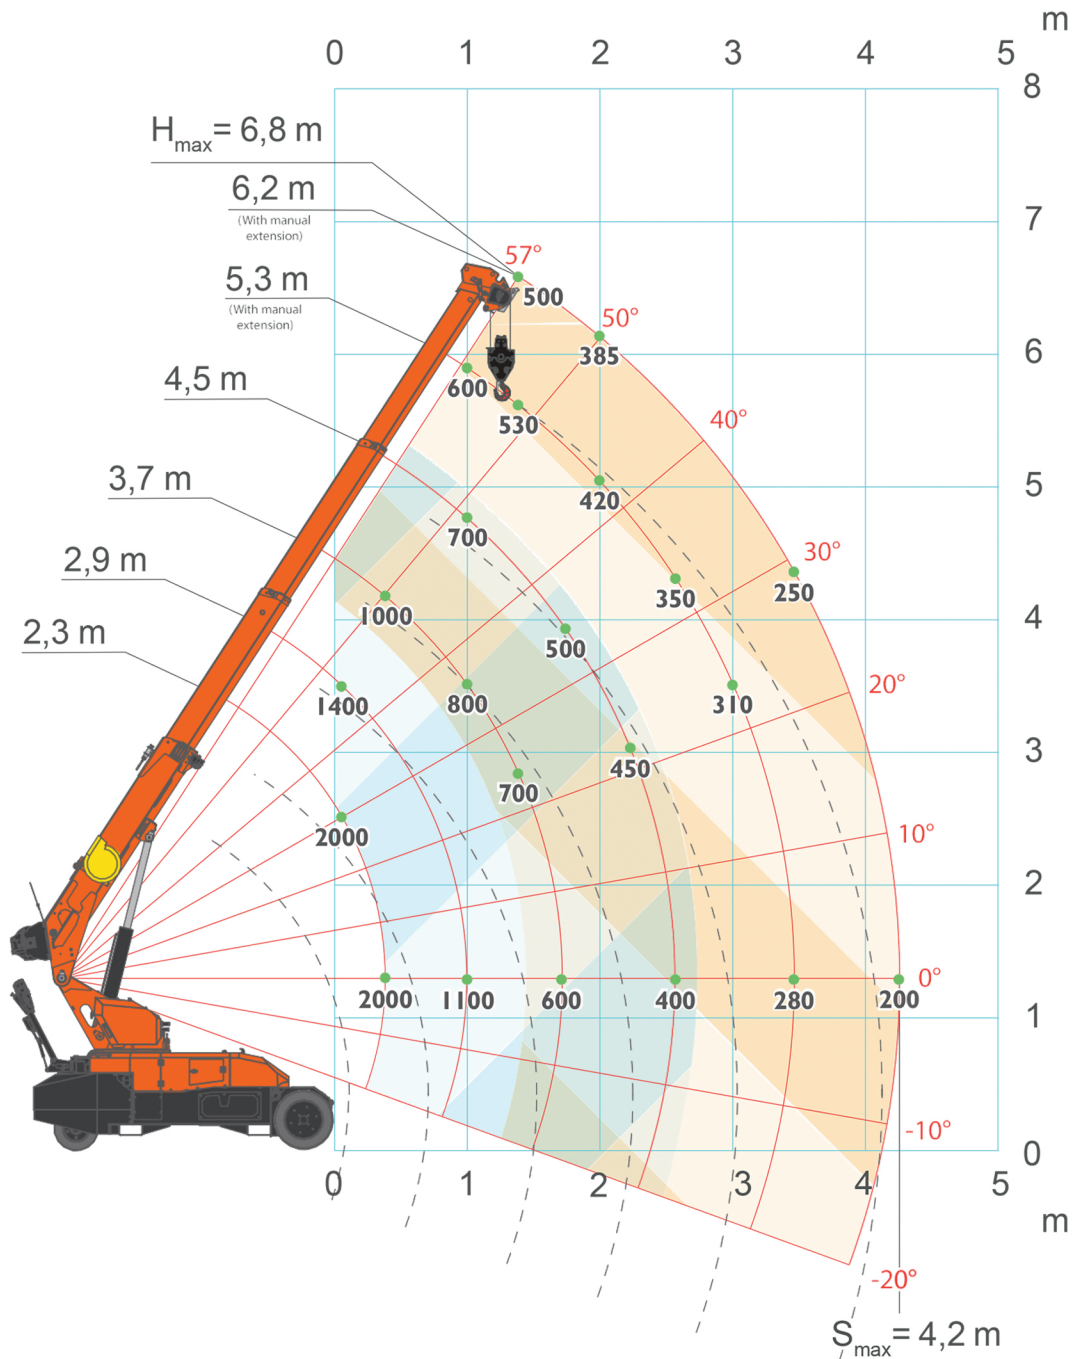 m
0 1 2 3 4 5
8
Hmax= 6,8 m
6,2 m
(With manual
extension)
7
57°
5,3 m
(With manual
extension)
500
50°
6
385
4,5 m
600
530
40°
3,7 m
5
420
700
30°
2,9 m
250
350
1000
4
2,3 m
500
20°
1400
800
310
3
450
700
10°
2000
2
0°
2000 1100 600 400 280 200
1
-10°
0
0 1 2 3 4 5
m
-20°
Smax= 4,2 m